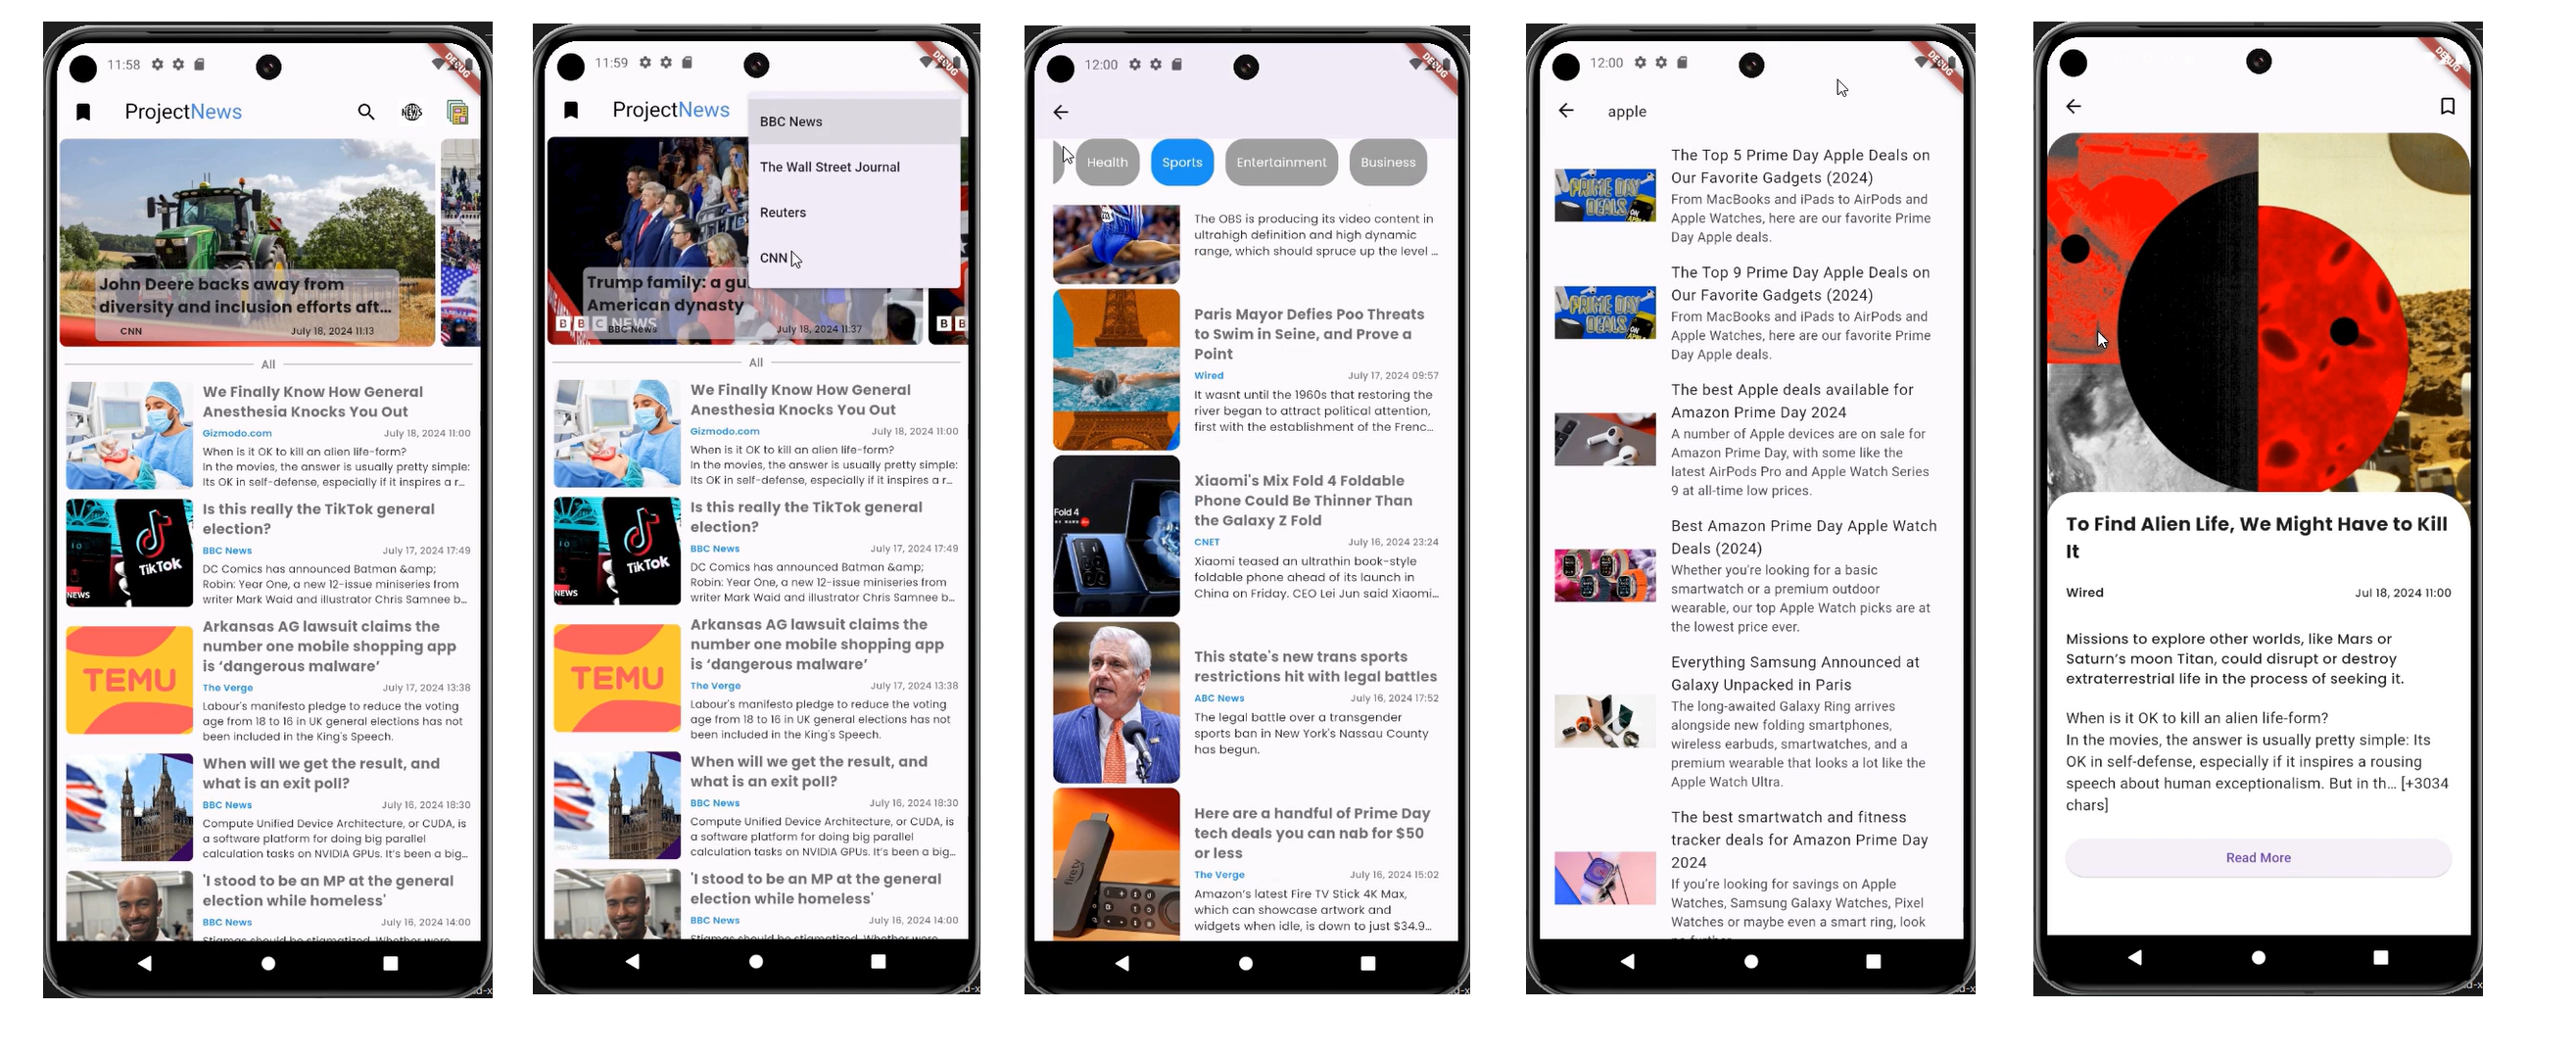 11:58
DEBUG
ProjectNews
NEWS
John Deere backs away from
diversity and inclusion efforts aft...
CNN July 18, 2024 11:13
All
We Finally Know How General
Anesthesia Knocks You Out
Gizmodo.com July 18, 2024 11:00
When is it OK to kill an alien life-form?
In the movies, the answer is usually pretty simple:
Its OK in self-defense, especially if it inspires a r...
Is this really the TikTok general
election?
BBC News July 17, 2024 17:49
DC Comics has announced Batman &amp;
Robin: Year One, a new 12-issue miniseries from
writer Mark Waid and illustrator Chris Samnee b...
TikTok
NEWS
Arkansas AG lawsuit claims the
number one mobile shopping app
is ‘dangerous malware’
The Verge July 17, 2024 13:38
Labour's manifesto pledge to reduce the voting
age from 18 to 16 in UK general elections has not
been included in the King's Speech.
TEMU
When will we get the result, and
what is an exit poll?
BBC News July 16, 2024 18:30
Compute Unified Device Architecture, or CUDA, is
a software platform for doing big parallel
calculation tasks on NVIDIA GPUs. It's been a big...
'I stood to be an MP at the general
election while homeless'
BBC News July 16, 2024 14:00
Stigmas should be stigmatized. Whether were
d-x
11:59
DEBUG
ProjectNews
BBC News
The Wall Street Journal
Reuters
CNN
Trump family: a gu
American dynasty
BBC NEWS
BBC News July 18, 2024 11:37
B B
All
We Finally Know How General
Anesthesia Knocks You Out
Gizmodo.com July 18, 2024 11:00
When is it OK to kill an alien life-form?
In the movies, the answer is usually pretty simple:
Its OK in self-defense, especially if it inspires a r...
Is this really the TikTok general
election?
BBC News July 17, 2024 17:49
DC Comics has announced Batman &amp;
Robin: Year One, a new 12-issue miniseries from
writer Mark Waid and illustrator Chris Samnee b...
TikTok
NEWS
Arkansas AG lawsuit claims the
number one mobile shopping app
is ‘dangerous malware’
The Verge July 17, 2024 13:38
Labour's manifesto pledge to reduce the voting
age from 18 to 16 in UK general elections has not
been included in the King's Speech.
TEMU
When will we get the result, and
what is an exit poll?
BBC News July 16, 2024 18:30
Compute Unified Device Architecture, or CUDA, is
a software platform for doing big parallel
calculation tasks on NVIDIA GPUs. It's been a big...
'I stood to be an MP at the general
election while homeless'
BBC News July 16, 2024 14:00
Stigmas should be stigmatized. Whether were
d-x
12:00
DEBUG
Health Sports Entertainment Business
The OBS is producing its video content in
ultrahigh definition and high dynamic
range, which should spruce up the level ...
Paris Mayor Defies Poo Threats
to Swim in Seine, and Prove a
Point
Wired July 17, 2024 09:57
It wasnt until the 1960s that restoring the
river began to attract political attention,
first with the establishment of the Frenc...
Xiaomi's Mix Fold 4 Foldable
Phone Could Be Thinner Than
the Galaxy Z Fold
CNET July 16, 2024 23:24
Xiaomi teased an ultrathin book-style
foldable phone ahead of its launch in
China on Friday. CEO Lei Jun said Xiaomi...
Fold 4
This state's new trans sports
restrictions hit with legal battles
ABC News July 16, 2024 17:52
The legal battle over a transgender
sports ban in New York's Nassau County
has begun.
Here are a handful of Prime Day
tech deals you can nab for $50
or less
The Verge July 16, 2024 15:02
Amazon's latest Fire TV Stick 4K Max,
which can showcase artwork and
widgets when idle, is down to just $34.9...
firetv
d-x
12:00
DEBUG
apple
The Top 5 Prime Day Apple Deals on
Our Favorite Gadgets (2024)
From MacBooks and iPads to AirPods and
Apple Watches, here are our favorite Prime
Day Apple deals.
PRIME DAY
DEALS
The Top 9 Prime Day Apple Deals on
Our Favorite Gadgets (2024)
From MacBooks and iPads to AirPods and
Apple Watches, here are our favorite Prime
Day Apple deals.
PRIME DAY
DEALS
The best Apple deals available for
Amazon Prime Day 2024
A number of Apple devices are on sale for
Amazon Prime Day, with some like the
latest AirPods Pro and Apple Watch Series
9 at all-time low prices.
Best Amazon Prime Day Apple Watch
Deals (2024)
Whether you're looking for a basic
smartwatch or a premium outdoor
wearable, our top Apple Watch picks are at
the lowest price ever.
Everything Samsung Announced at
Galaxy Unpacked in Paris
The long-awaited Galaxy Ring arrives
alongside new folding smartphones,
wireless earbuds, smartwatches, and a
premium wearable that looks a lot like the
Apple Watch Ultra.
The best smartwatch and fitness
tracker deals for Amazon Prime Day
2024
If you're looking for savings on Apple
Watches, Samsung Galaxy Watches, Pixel
Watches or maybe even a smart ring, look
no further.
d-x
DEBUG
To Find Alien Life, We Might Have to Kill
It
Wired Jul 18, 2024 11:00
Missions to explore other worlds, like Mars or
Saturn's moon Titan, could disrupt or destroy
extraterrestrial life in the process of seeking it.
When is it OK to kill an alien life-form?
In the movies, the answer is usually pretty simple: Its
OK in self-defense, especially if it inspires a rousing
speech about human exceptionalism. But in th... [+3034
chars]
Read More
d-x